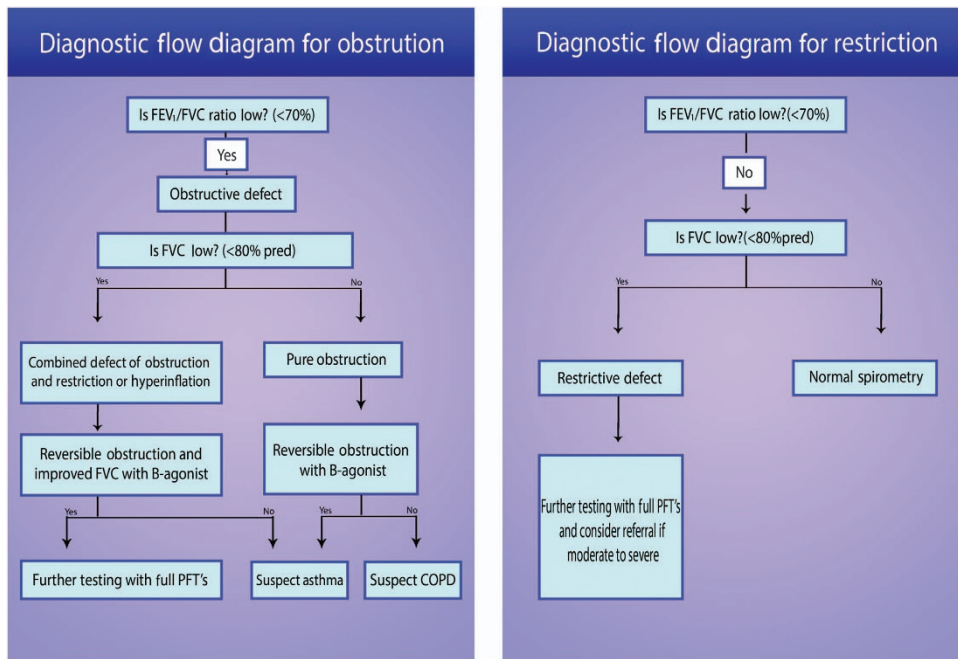 Diagnostic flow diagram for obstrution
Is FEV₁/FVC ratio low? (<70%)
Yes
Obstructive defect
Is FVC low? (<80% pred)
Yes
No
Combined defect of obstruction
and restriction or hyperinflation
Pure obstruction
Reversible obstruction and
improved FVC with B-agonist
Reversible obstruction
with B-agonist
Yes
No
Yes
No
Further testing with full PFT's
Suspect asthma
Suspect COPD
Diagnostic flow diagram for restriction
Is FEV₁/FVC ratio low?(<70%)
No
Is FVC low?(<80%pred)
Yes
No
Restrictive defect
Normal spirometry
Further testing with full PFT's
and consider referral if
moderate to severe